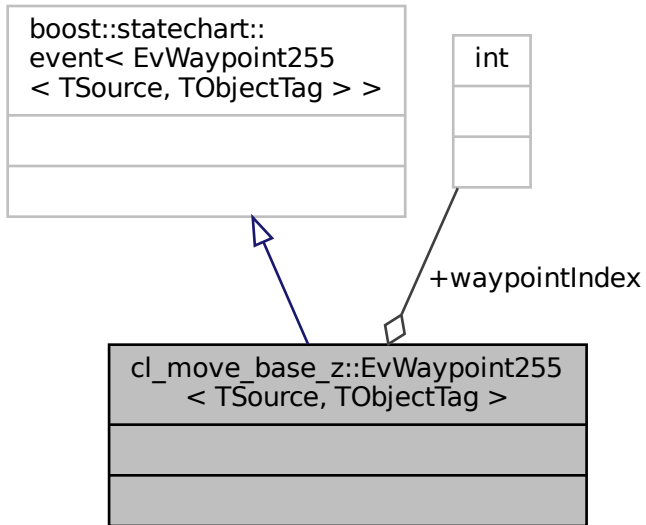 boost::statechart::
event< EvWaypoint255
< TSource, TObjectTag > >
int
+waypointIndex
cl_move_base_z::EvWaypoint255
< TSource, TObjectTag >